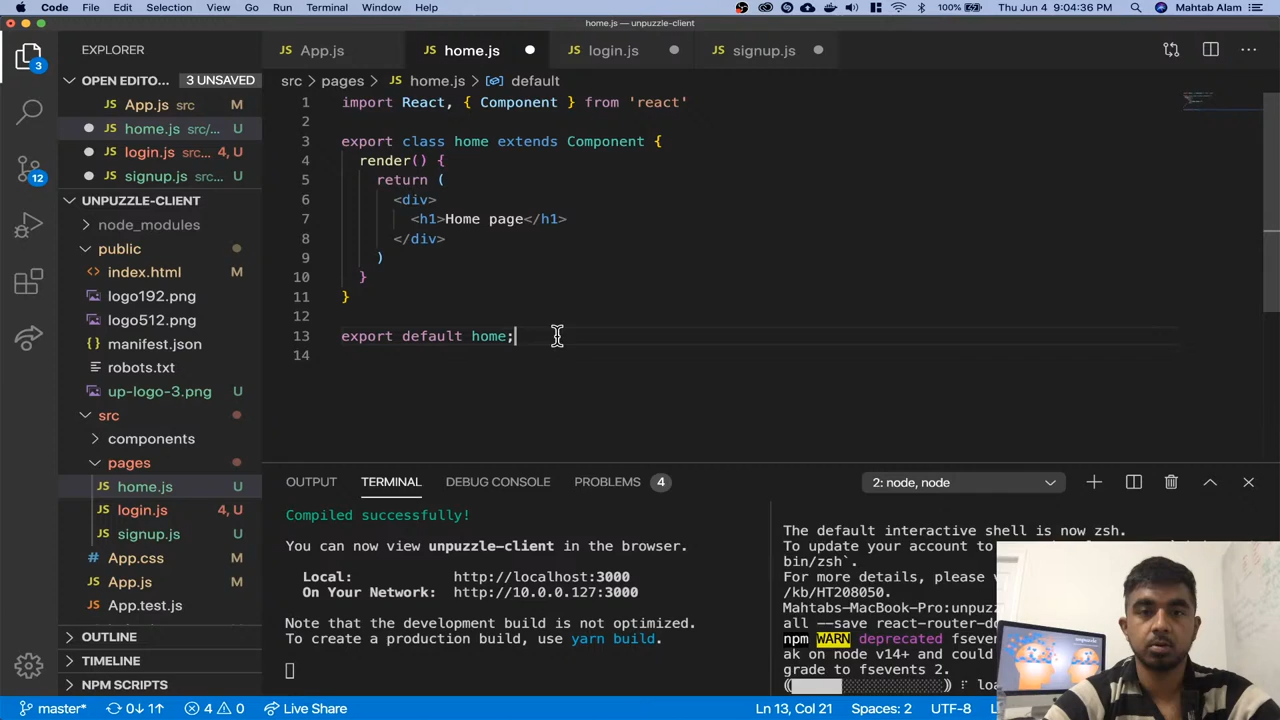 Code File Edit Selection View Go Run Terminal Window Help 100% Fri 9:04:36 PM Mahtab Alam
home.js — unpuzzle-client
EXPLORER
JS App.js JS home.js JS login.js JS signup.js
3
OPEN EDITO... 3 UNSAVED
src > pages > JS home.js > default
JS App.js src M
JS home.js src/... U
JS login.js src... 4, U
JS signup.js src... U
12
UNPUZZLE-CLIENT
node_modules
public
index.html M
logo192.png
logo512.png
manifest.json
robots.txt
up-logo-3.png U
src
components
pages
JS home.js U
JS login.js 4, U
JS signup.js U
# App.css M
JS App.js M
JS App.test.js
OUTLINE
TIMELINE
NPM SCRIPTS
1 import React, { Component } from 'react'
2
3 export class home extends Component {
4 render() {
5 return (
6 <div>
7 <h1>Home page</h1>
8 </div>
9 )
10 }
11 }
12
13 export default home;
14
OUTPUT TERMINAL DEBUG CONSOLE PROBLEMS 4 2: node, node
Compiled successfully!
You can now view unpuzzle-client in the browser.
Local: http://localhost:3000
On Your Network: http://10.0.0.127:3000
Note that the development build is not optimized.
To create a production build, use yarn build.
The default interactive shell is now zsh.
To update your account to
bin/zsh`.
For more details, please v
/kb/HT208050.
Mahtabs-MacBook-Pro:unpuzz
all --save react-router-do
npm WARN deprecated fseven
ak on node v14+ and could
grade to fsevents 2.
loa
master* 0↓ 1↑ 4 0 Live Share Ln 13, Col 21 Spaces: 2 UTF-8